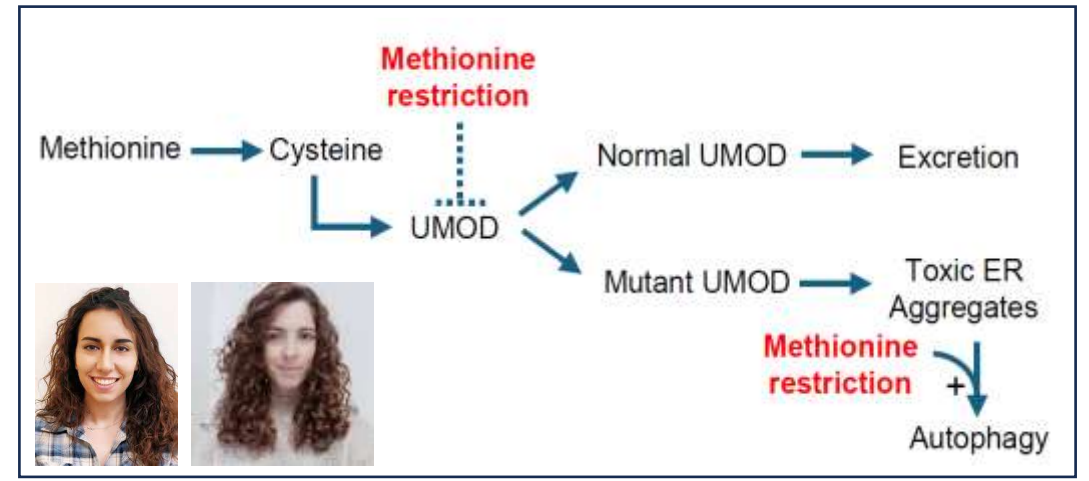 Methionine
restriction
Methionine
Cysteine
Normal UMOD
Excretion
UMOD
Mutant UMOD
Toxic ER
Aggregates
Methionine
restriction
+
Autophagy